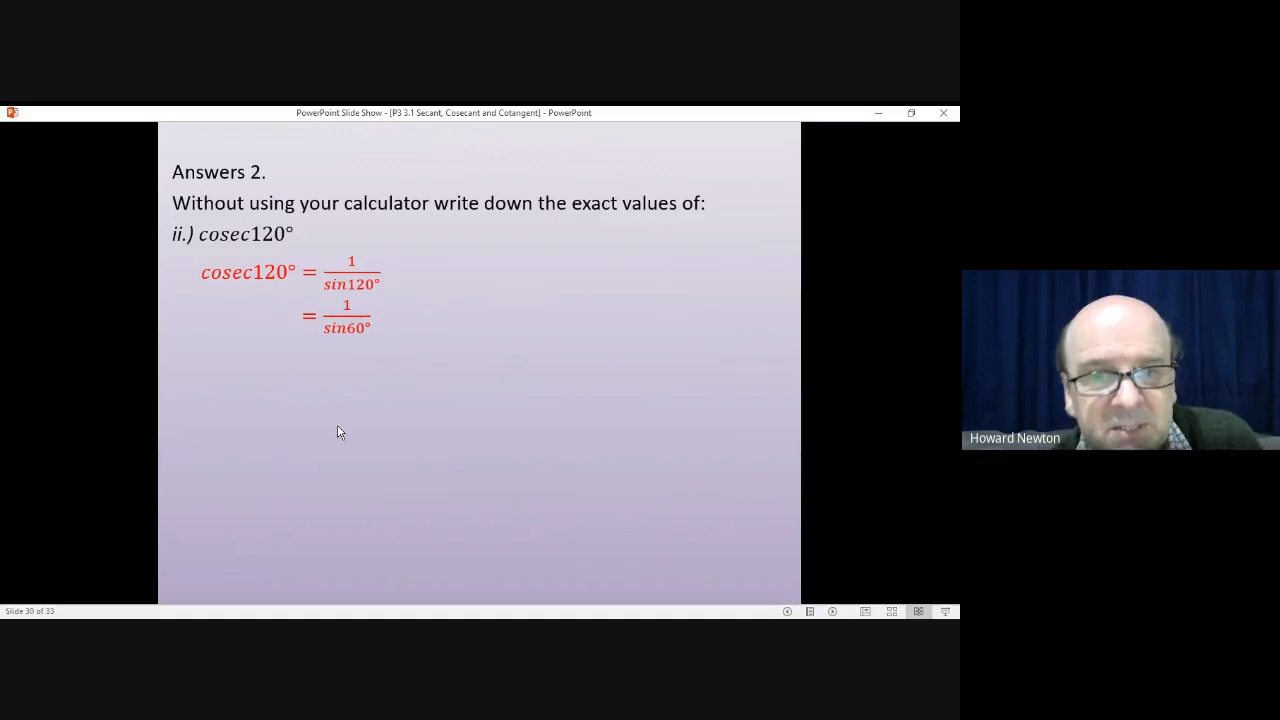 PowerPoint Slide Show - [P3 3.1 Secant, Cosecant and Cotangent] - PowerPoint
Answers 2.
Without using your calculator write down the exact values of:
ii.) cosec120°
cosec120° = 1/sin120°
= 1/sin60°
Howard Newton
Slide 30 of 33